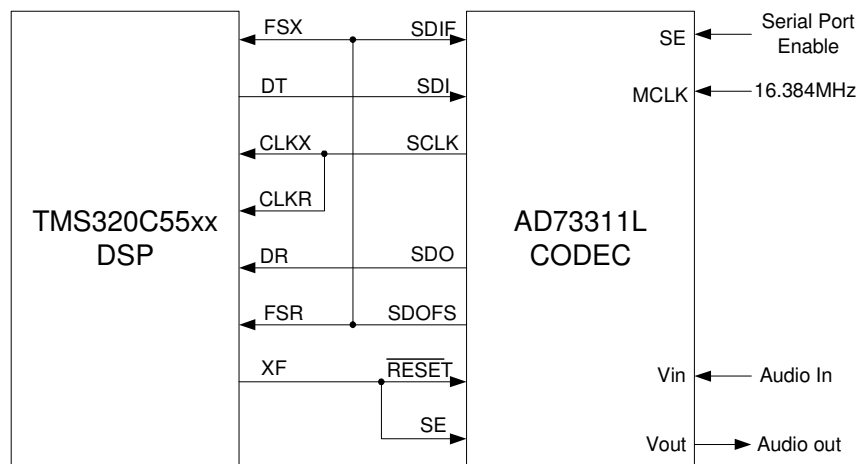 FSX SDIF
SE
Serial Port
Enable
DT SDI
MCLK
16.384MHz
CLKX SCLK
CLKR
TMS320C55xx
DSP
AD73311L
CODEC
DR SDO
FSR SDOFS
XF RESET
SE
Vin
Audio In
Vout
Audio out